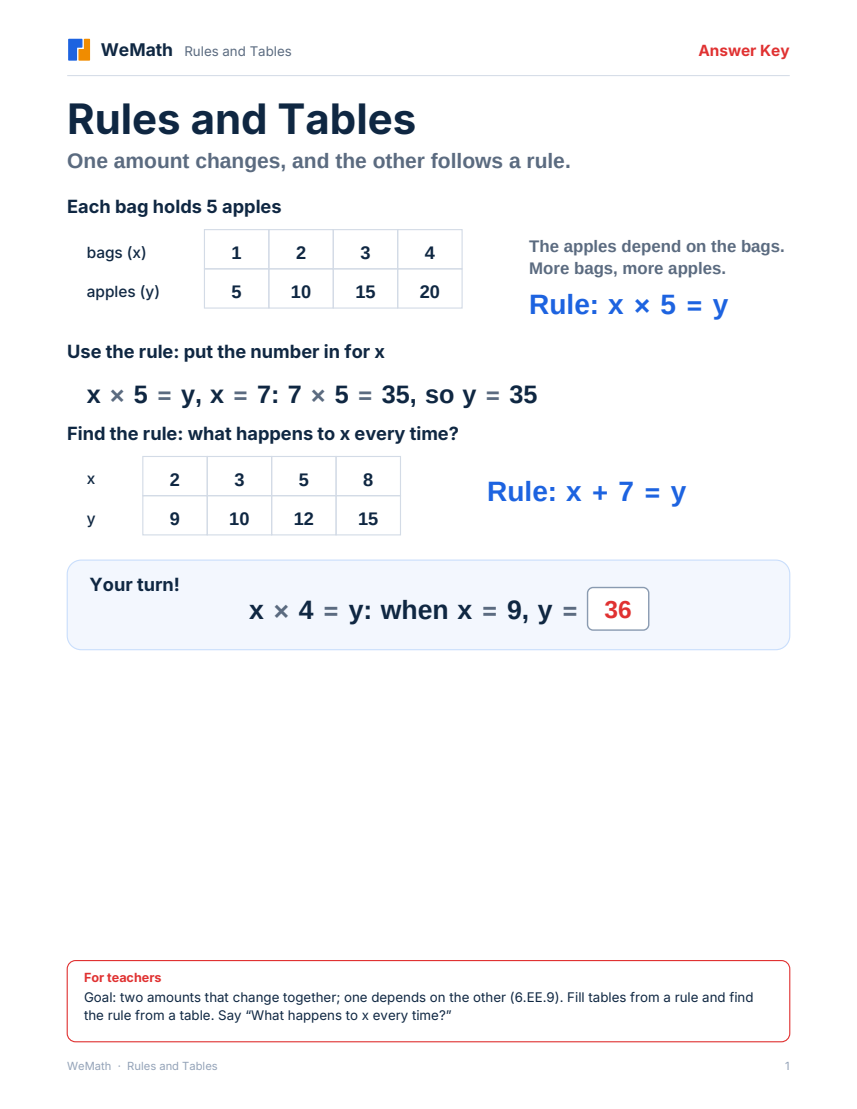 WeMath Rules and Tables Answer Key
Rules and Tables
One amount changes, and the other follows a rule.
Each bag holds 5 apples
bags (x) 1 2 3 4
apples (y) 5 10 15 20
The apples depend on the bags.
More bags, more apples.
Rule: x × 5 = y
Use the rule: put the number in for x
x × 5 = y, x = 7: 7 × 5 = 35, so y = 35
Find the rule: what happens to x every time?
x 2 3 5 8
y 9 10 12 15
Rule: x + 7 = y
Your turn!
x × 4 = y: when x = 9, y = 36
For teachers
Goal: two amounts that change together; one depends on the other (6.EE.9). Fill tables from a rule and find
the rule from a table. Say “What happens to x every time?”
WeMath · Rules and Tables 1